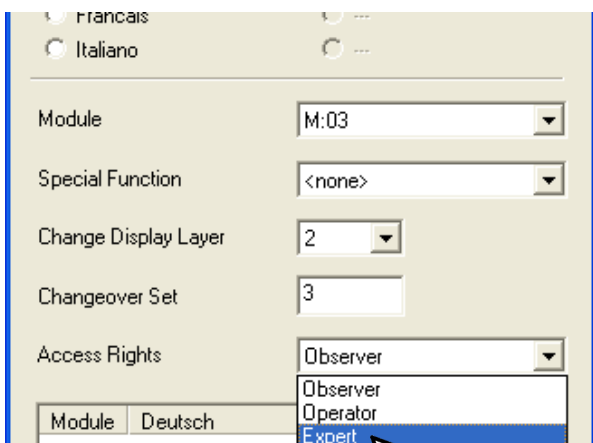 Francais ---
Italiano ---
Module M:03
Special Function <none>
Change Display Layer 2
Changeover Set 3
Access Rights Observer
Observer
Operator
Module Deutsch
Expert